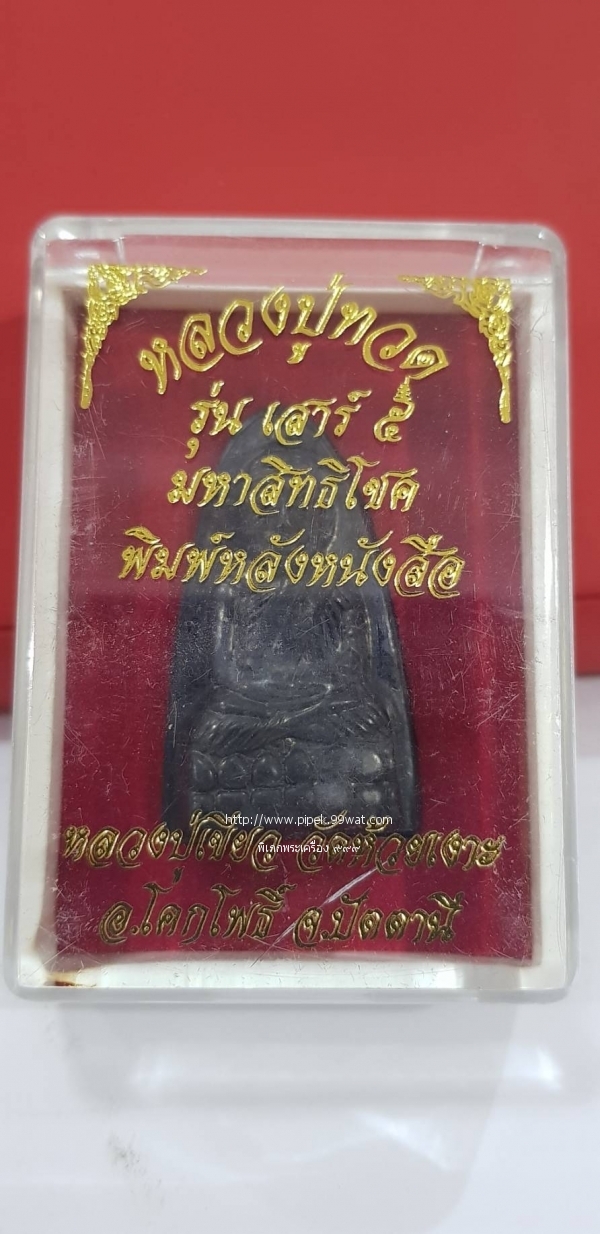 หลวงปู่ทวด
รุ่น เสาร์ ๕
มหาสิทธิโชค
พิมพ์หลังหนังสือ
http://www.pipek.99wat.com
หลวงปู่เขียว วัดห้วยเงาะ
พิเภกพระเครื่อง ๙๙๙
อ.โคกโพธิ์ จ.ปัตตานี